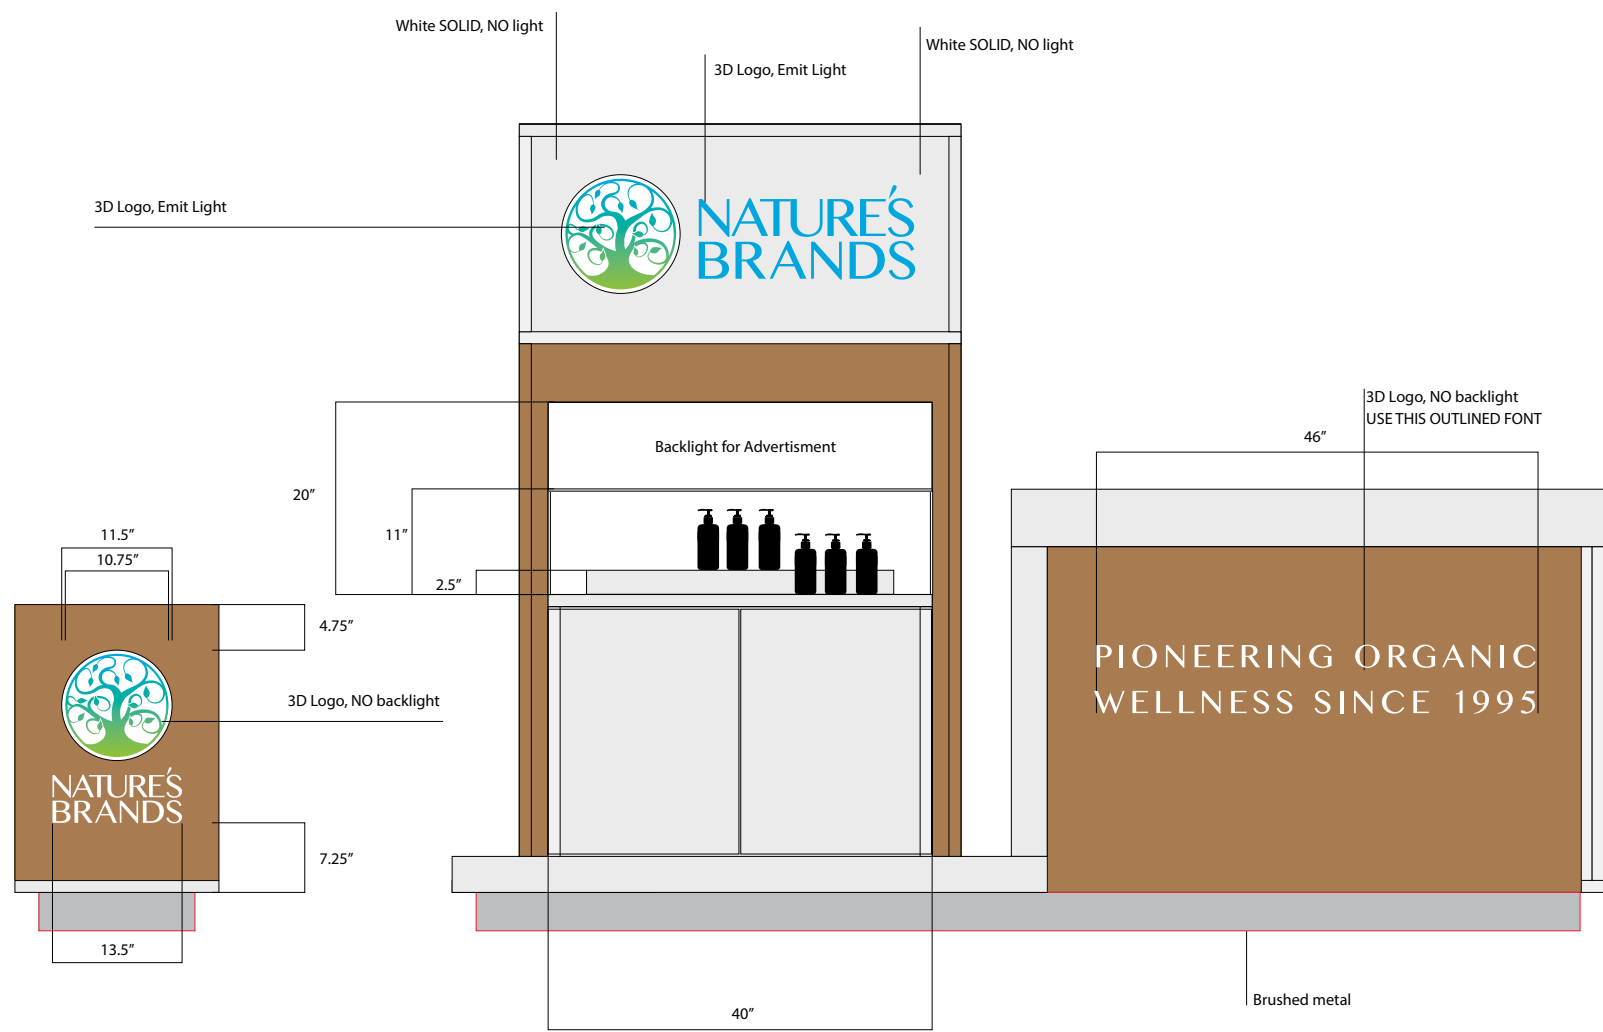 White SOLID, NO light
White SOLID, NO light
3D Logo, Emit Light
3D Logo, Emit Light
NATURE'S
BRANDS
3D Logo, NO backlight
USE THIS OUTLINED FONT
46”
Backlight for Advertisment
20”
11”
2.5”
11.5”
10.75”
4.75”
3D Logo, NO backlight
NATURE'S
BRANDS
7.25”
13.5”
PIONEERING ORGANIC
WELLNESS SINCE 1995
40”
Brushed metal